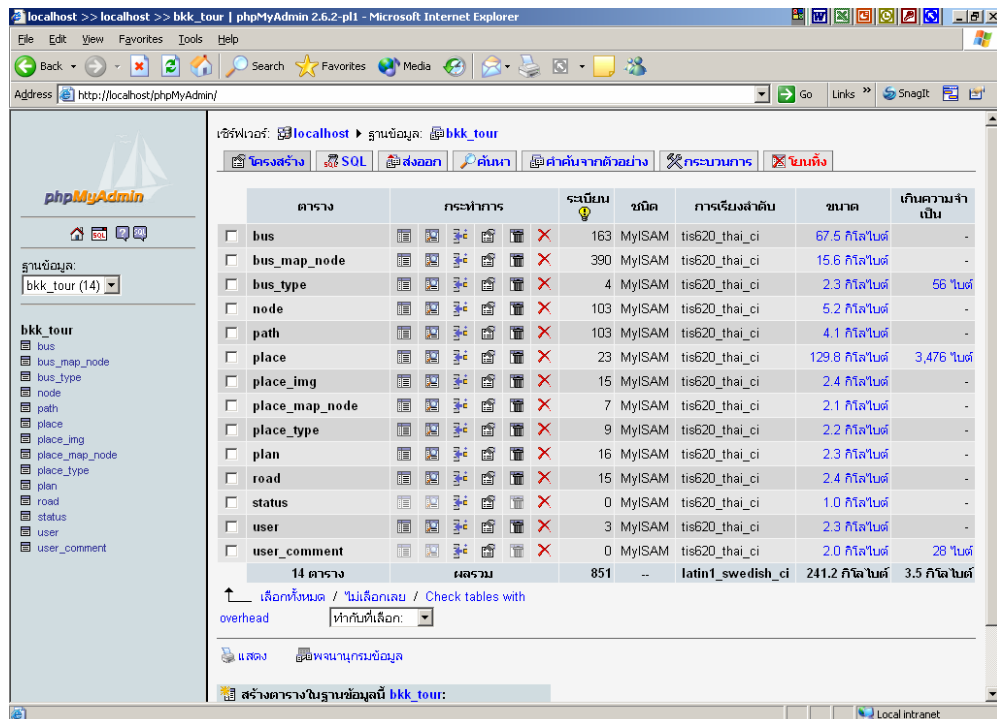 localhost >> localhost >> bkk_tour | phpMyAdmin 2.6.2-pl1 - Microsoft Internet Explorer
File Edit View Favorites Tools Help
Back Search Favorites Media
Address http://localhost/phpMyAdmin/ Go Links » SnagIt
phpMyAdmin
ฐานข้อมูล:
bkk_tour (14)
bkk_tour
bus
bus_map_node
bus_type
node
path
place
place_img
place_map_node
place_type
plan
road
status
user
user_comment
เซิร์ฟเวอร์: localhost ฐานข้อมูล: bkk_tour
โครงสร้าง SQL ส่งออก ค้นหา คำค้นจากตัวอย่าง กระบวนการ โยนทิ้ง
ตาราง กระทำการ ระเบียน ชนิด การเรียงลำดับ ขนาด เกินความจำเป็น
bus 163 MyISAM tis620_thai_ci 67.5 กิโลไบต์ -
bus_map_node 390 MyISAM tis620_thai_ci 15.6 กิโลไบต์ -
bus_type 4 MyISAM tis620_thai_ci 2.3 กิโลไบต์ 56 ไบต์
node 103 MyISAM tis620_thai_ci 5.2 กิโลไบต์ -
path 103 MyISAM tis620_thai_ci 4.1 กิโลไบต์ -
place 23 MyISAM tis620_thai_ci 129.8 กิโลไบต์ 3,476 ไบต์
place_img 15 MyISAM tis620_thai_ci 2.4 กิโลไบต์ -
place_map_node 7 MyISAM tis620_thai_ci 2.1 กิโลไบต์ -
place_type 9 MyISAM tis620_thai_ci 2.2 กิโลไบต์ -
plan 16 MyISAM tis620_thai_ci 2.3 กิโลไบต์ -
road 15 MyISAM tis620_thai_ci 2.4 กิโลไบต์ -
status 0 MyISAM tis620_thai_ci 1.0 กิโลไบต์ -
user 3 MyISAM tis620_thai_ci 2.3 กิโลไบต์ -
user_comment 0 MyISAM tis620_thai_ci 2.0 กิโลไบต์ 28 ไบต์
14 ตาราง ผลรวม 851 -- latin1_swedish_ci 241.2 กิโลไบต์ 3.5 กิโลไบต์
เลือกทั้งหมด / ไม่เลือกเลย / Check tables with
overhead ทำกับที่เลือก:
แสดง พจนานุกรมข้อมูล
สร้างตารางในฐานข้อมูลนี้ bkk_tour:
Local intranet